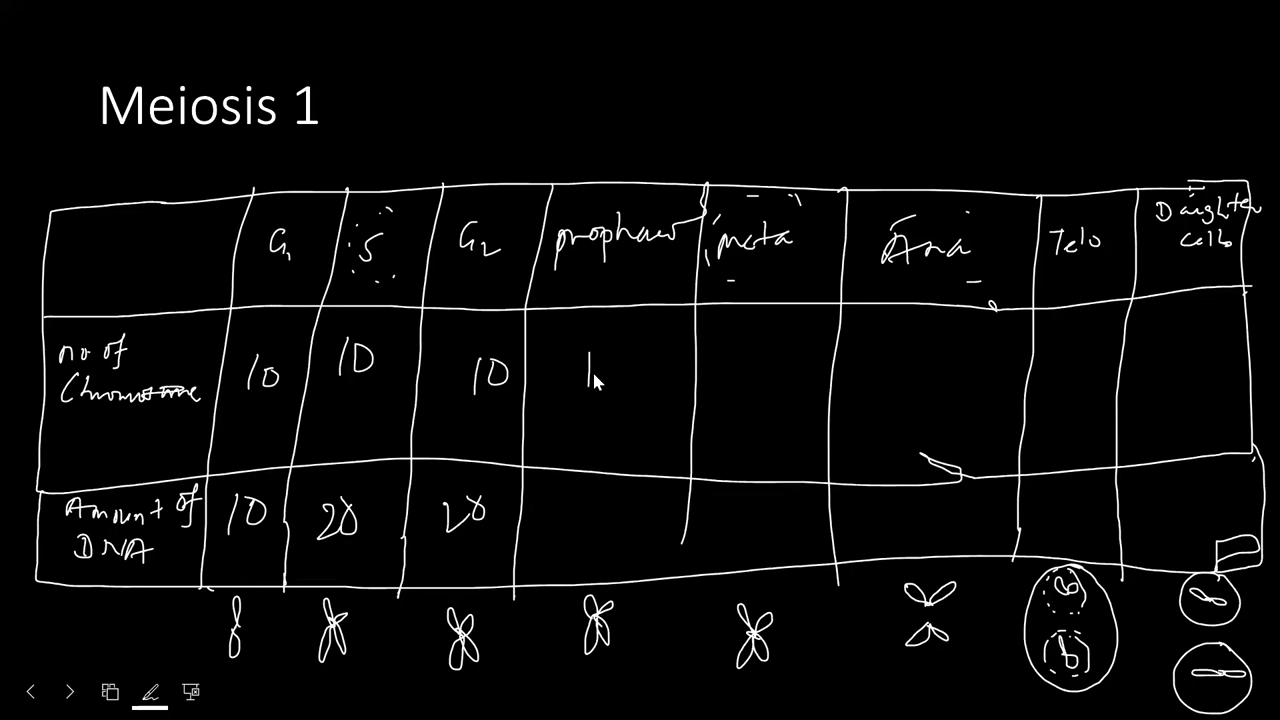 Meiosis 1
G1 S G2 prophase meta Ana Telo Daughter
cells
no of
Chromosome 10 10 10 1
Amount of
DNA 10 20 20